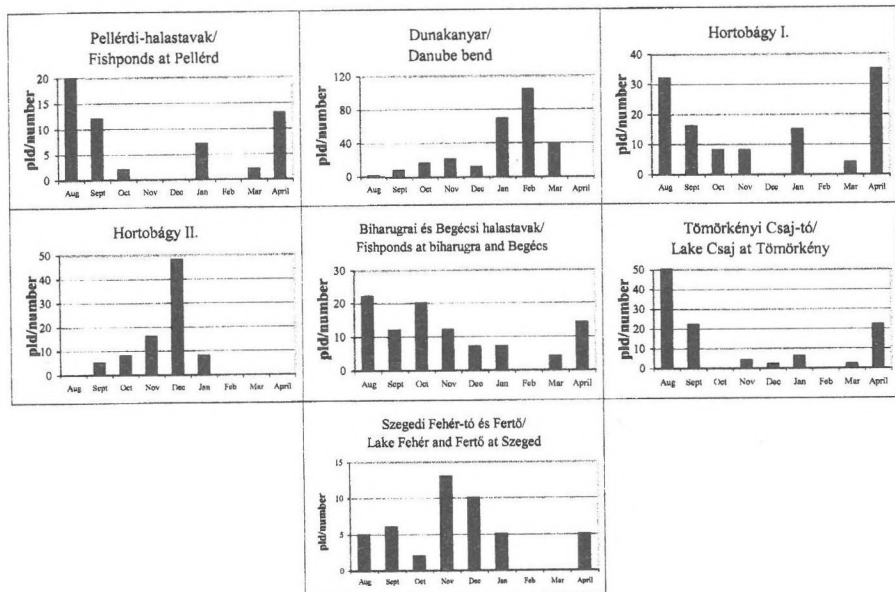 Pellérdi-halastavak/
Fishponds at Pellérd
pld/number
20
15
10
5
0
Aug Sept Oct Nov Dec Jan Feb Mar April
Dunakanyar/
Danube bend
pld/number
120
80
40
0
Aug Sept Oct Nov Dec Jan Feb Mar April
Hortobágy I.
pld/number
40
30
20
10
0
Aug Sept Oct Nov Dec Jan Feb Mar April
Hortobágy II.
pld/number
50
40
30
20
10
0
Aug Sept Oct Nov Dec Jan Feb Mar April
Biharugrai és Begécsi halastavak/
Fishponds at biharugra and Begécs
pld/number
30
20
10
0
Aug Sept Oct Nov Dec Jan Feb Mar April
Tömörkényi Csaj-tó/
Lake Csaj at Tömörkény
pld/number
50
40
30
20
10
0
Aug Sept Oct Nov Dec Jan Feb Mar April
Szegedi Fehér-tó és Fertő/
Lake Fehér and Fertő at Szeged
pld/number
15
10
5
0
Aug Sept Oct Nov Dec Jan Feb Mar April